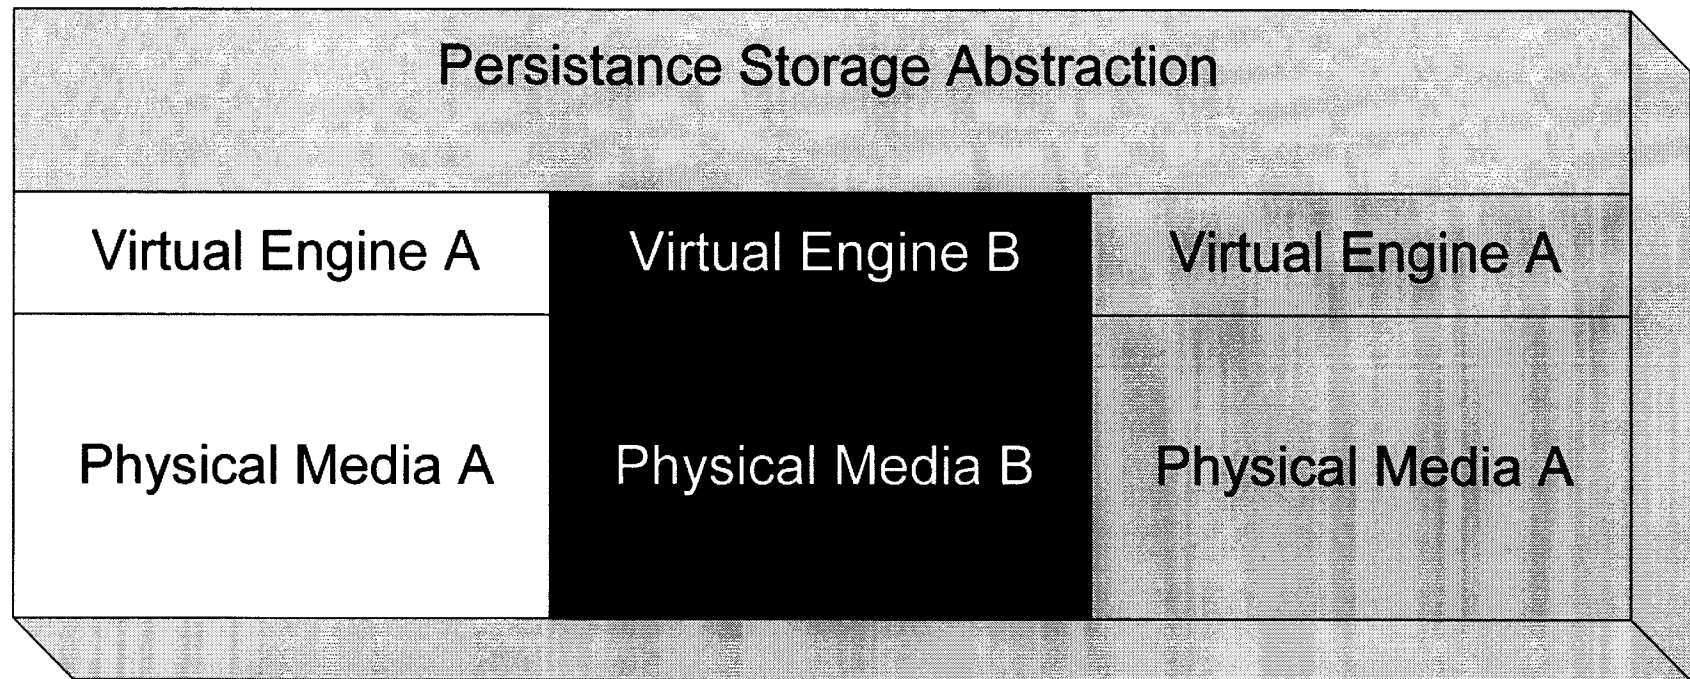 Persistance Storage Abstraction
Virtual Engine A Virtual Engine B Virtual Engine A
Physical Media A Physical Media B Physical Media A